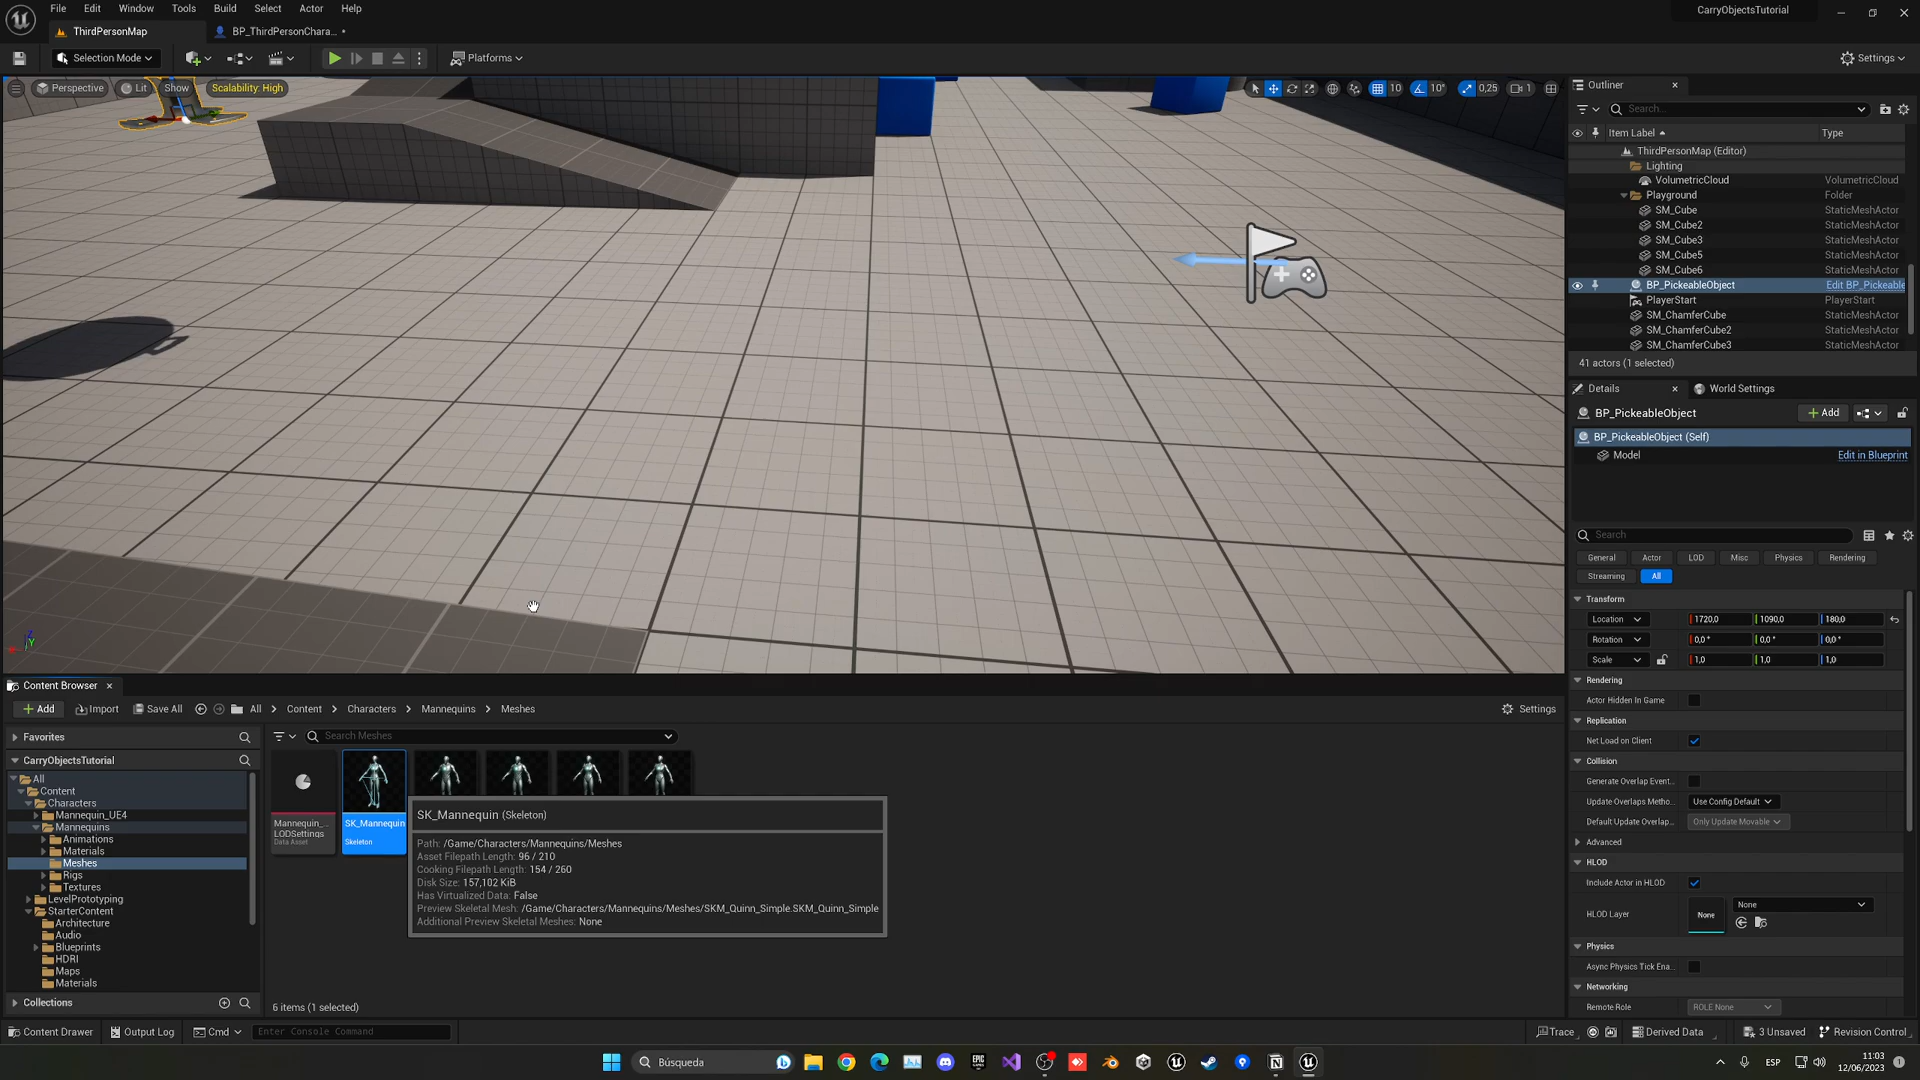 File Edit Window Tools Build Select Actor Help
CarryObjectsTutorial
ThirdPersonMap
BP_ThirdPersonChara... •
Selection Mode
Platforms
Settings
Perspective
Lit
Show
Scalability: High
10
10°
0,25
1
Outliner
Search...
Item Label
Type
ThirdPersonMap (Editor)
Lighting
VolumetricCloud VolumetricCloud
Playground Folder
SM_Cube StaticMeshActor
SM_Cube2 StaticMeshActor
SM_Cube3 StaticMeshActor
SM_Cube5 StaticMeshActor
SM_Cube6 StaticMeshActor
BP_PickeableObject Edit BP_Pickeable
PlayerStart PlayerStart
SM_ChamferCube StaticMeshActor
SM_ChamferCube2 StaticMeshActor
SM_ChamferCube3 StaticMeshActor
41 actors (1 selected)
Details
World Settings
BP_PickeableObject
Add
BP_PickeableObject (Self)
Model
Edit in Blueprint
Search
General Actor LOD Misc Physics Rendering
Streaming All
Transform
Location 1720,0 1090,0 180,0
Rotation 0,0 ° 0,0 ° 0,0 °
Scale 1,0 1,0 1,0
Rendering
Actor Hidden In Game
Replication
Net Load on Client
Collision
Generate Overlap Event...
Update Overlaps Metho... Use Config Default
Default Update Overlap... Only Update Movable
Advanced
HLOD
Include Actor in HLOD
HLOD Layer None None
Physics
Async Physics Tick Ena...
Networking
Remote Role ROLE None
Content Browser
Add
Import
Save All
All > Content > Characters > Mannequins > Meshes
Settings
Favorites
CarryObjectsTutorial
All
Content
Characters
Mannequin_UE4
Mannequins
Animations
Materials
Meshes
Rigs
Textures
LevelPrototyping
StarterContent
Architecture
Audio
Blueprints
HDRI
Maps
Materials
Collections
Search Meshes
Mannequin_...
LODSettings
Data Asset
SK_Mannequin
Skeleton
SK_Mannequin (Skeleton)
Path: /Game/Characters/Mannequins/Meshes
Asset Filepath Length: 96 / 210
Cooking Filepath Length: 154 / 260
Disk Size: 157,102 KiB
Has Virtualized Data: False
Preview Skeletal Mesh: /Game/Characters/Mannequins/Meshes/SKM_Quinn_Simple.SKM_Quinn_Simple
Additional Preview Skeletal Meshes: None
6 items (1 selected)
Content Drawer
Output Log
Cmd
Enter Console Command
Trace
Derived Data
3 Unsaved
Revision Control
Búsqueda
EPIC
ESP
11:03
12/06/2023
1